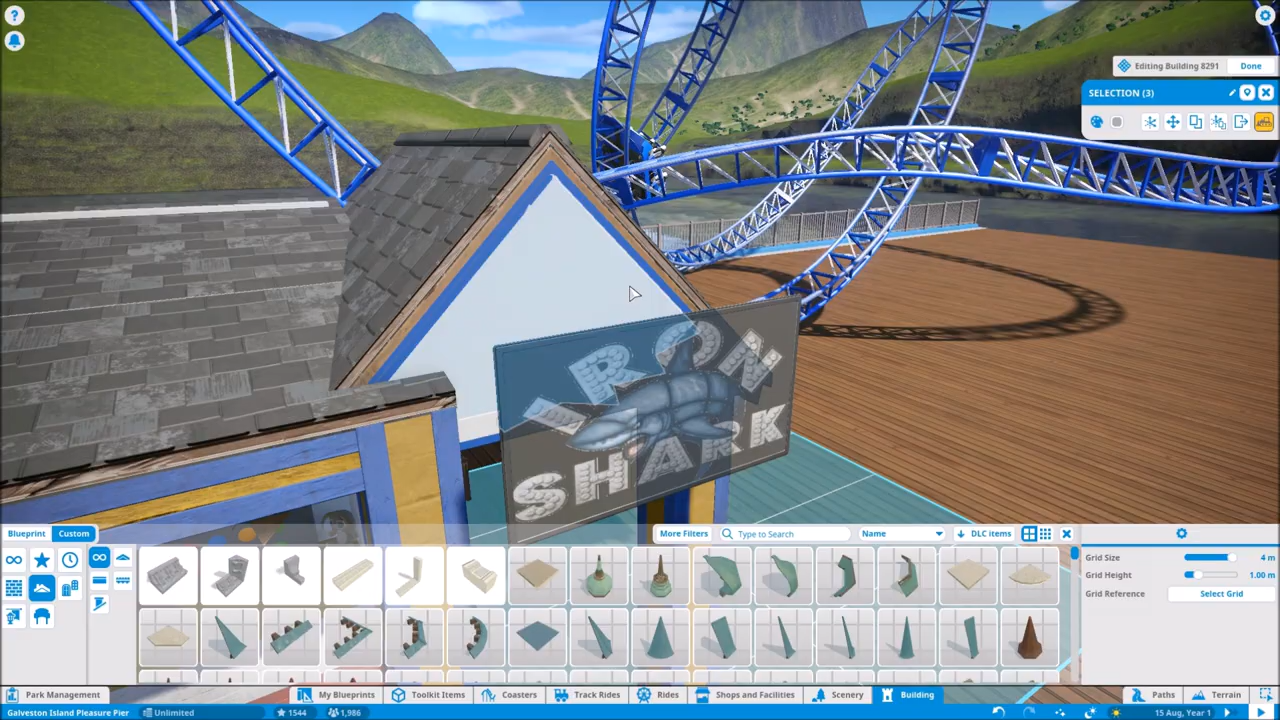 Editing Building 8291 Done
SELECTION (3)
IRON
SHARK
Blueprint Custom More Filters Type to Search Name DLC items
Grid Size 4 m
Grid Height 1.00 m
Grid Reference Select Grid
Park Management My Blueprints Toolkit Items Coasters Track Rides Rides Shops and Facilities Scenery Building Paths Terrain
Galveston Island Pleasure Pier Unlimited 1544 1,986 15 Aug, Year 1